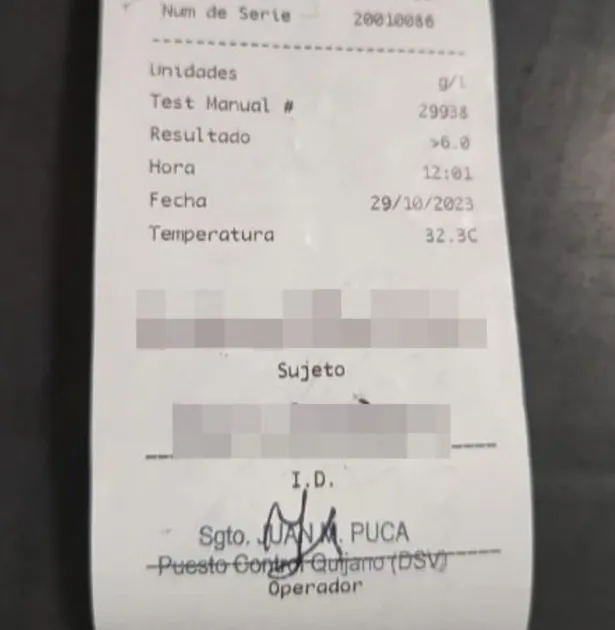 Num de Serie 20010086
Unidades g/l
Test Manual # 29938
Resultado >6.0
Hora 12:01
Fecha 29/10/2023
Temperatura 32.3C
Sujeto
I.D.
Sgto. JUAN M. PUCA
Puesto Control Quijano (DSV)
Operador